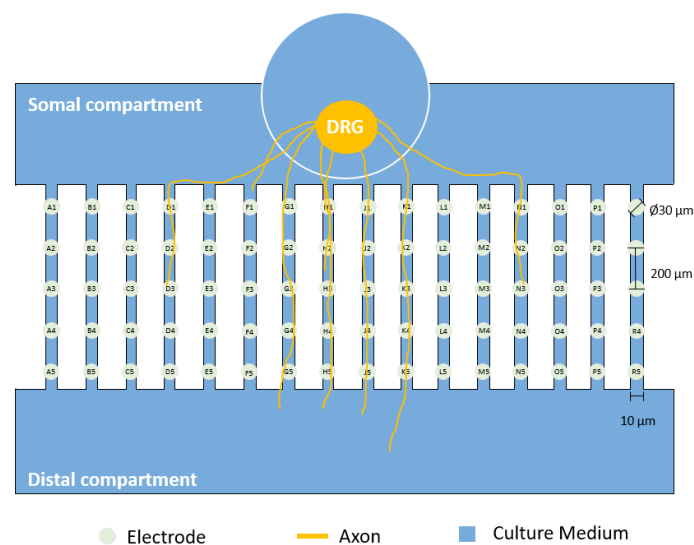 Somal compartment
DRG
A1 B1 C1 D1 E1 F1 G1 H1 J1 K1 L1 M1 N1 O1 P1
Ø30 µm
A2 B2 C2 D2 E2 F2 G2 H2 J2 K2 L2 M2 N2 O2 P2
200 µm
A3 B3 C3 D3 E3 F3 G3 H3 J3 K3 L3 M3 N3 O3 P3
A4 B4 C4 D4 E4 F4 G4 H4 J4 K4 L4 M4 N4 O4 P4 R4
A5 B5 C5 D5 E5 F5 G5 H5 J5 K5 L5 M5 N5 O5 P5 R5
10 µm
Distal compartment
Electrode Axon Culture Medium